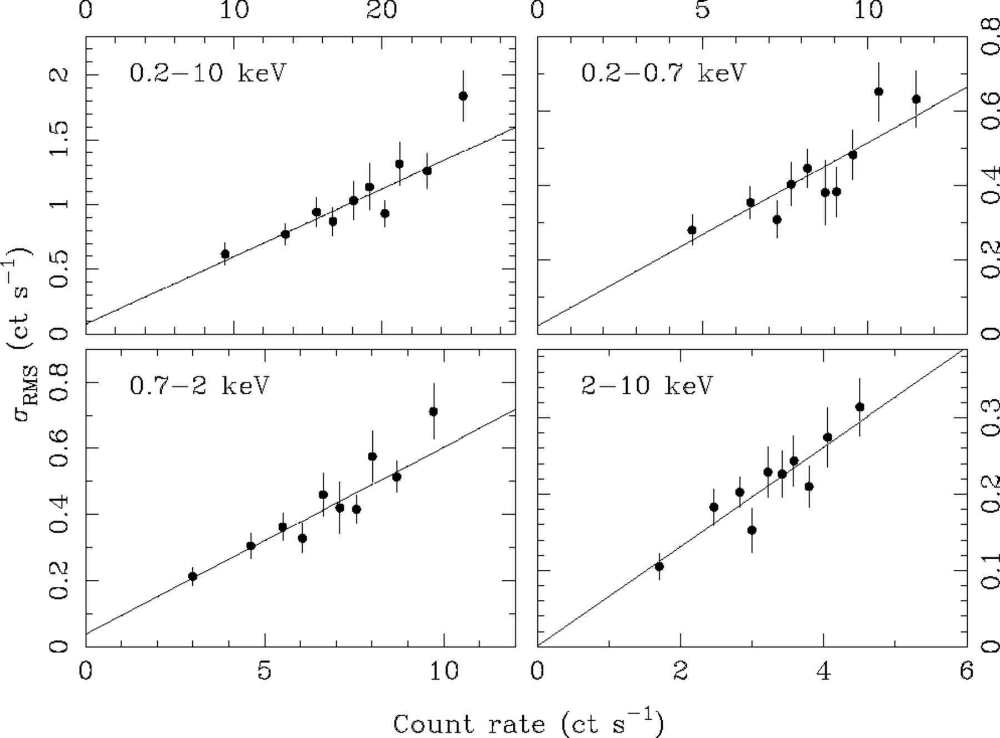 0 10 20
0 5 10
0.2−10 keV
0 0.5 1 1.5 2
0.2−0.7 keV
0 0.2 0.4 0.6 0.8
0.7−2 keV
0 0.2 0.4 0.6 0.8
2−10 keV
0 0.1 0.2 0.3
σRMS (ct s−1)
0 5 10
0 2 4 6
Count rate (ct s−1)